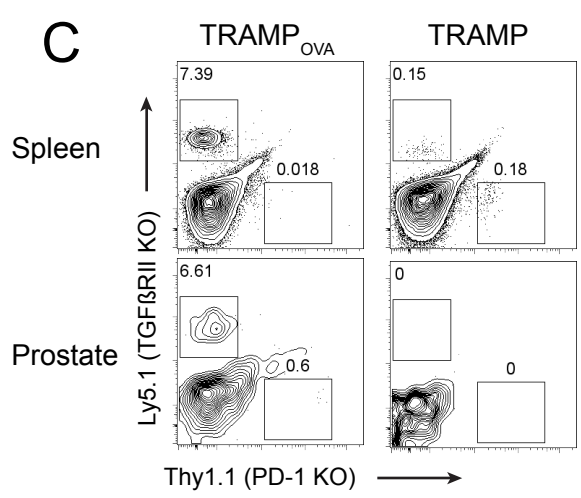 C
TRAMPOVA
TRAMP
Spleen
7.39
0.018
0.15
0.18
Prostate
6.61
0.6
0
0
Ly5.1 (TGFßRII KO)
Thy1.1 (PD-1 KO)